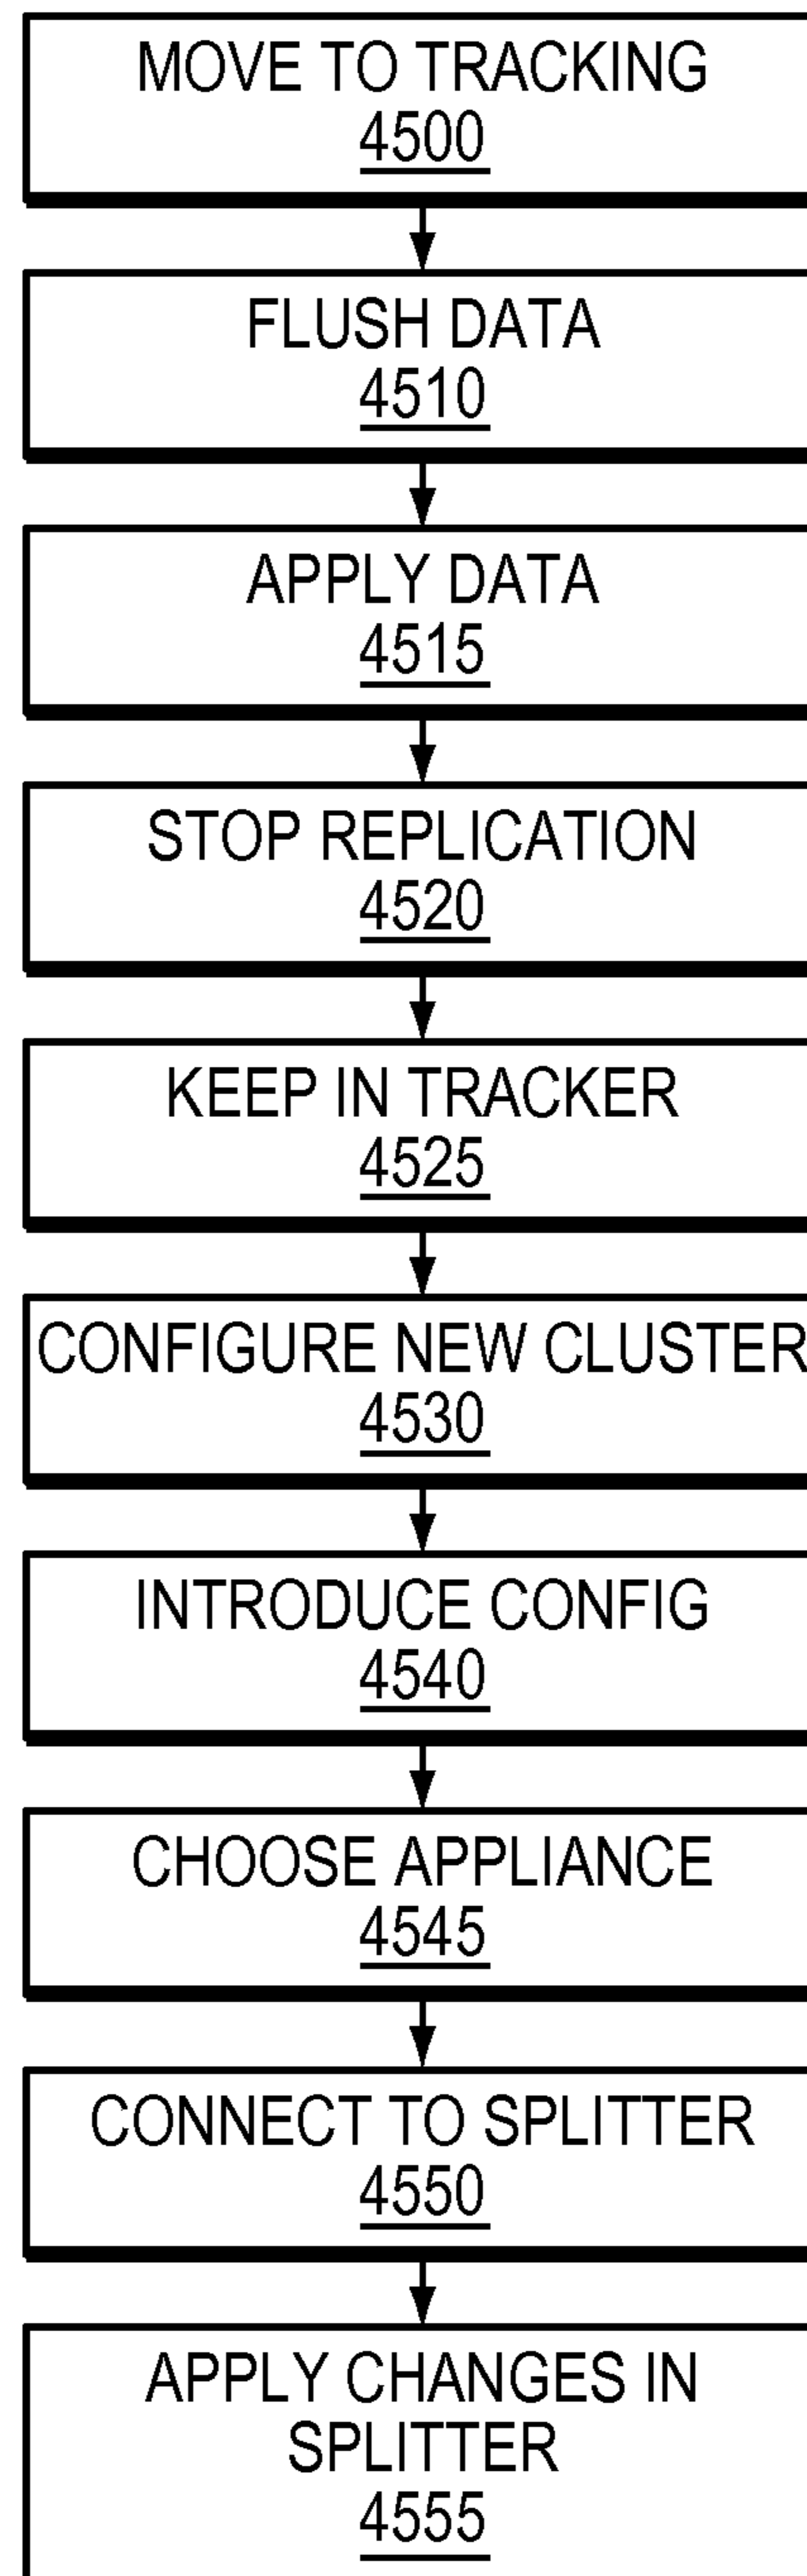 MOVE TO TRACKING
4500
FLUSH DATA
4510
APPLY DATA
4515
STOP REPLICATION
4520
KEEP IN TRACKER
4525
CONFIGURE NEW CLUSTER
4530
INTRODUCE CONFIG
4540
CHOOSE APPLIANCE
4545
CONNECT TO SPLITTER
4550
APPLY CHANGES IN
SPLITTER
4555